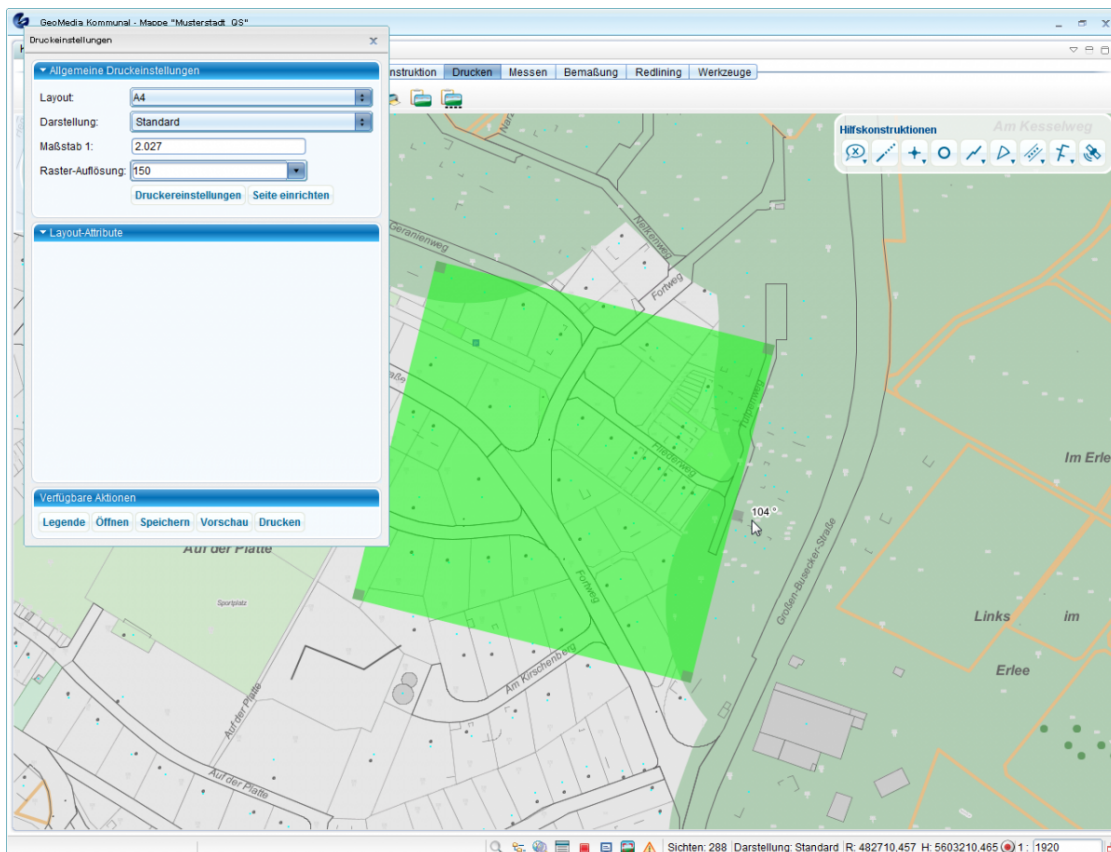 GeoMedia Kommunal - Mappe "Musterstadt_QS"
Druckeinstellungen
nstruktion Drucken Messen Bemaßung Redlining Werkzeuge
Allgemeine Druckeinstellungen
Layout: A4
Darstellung: Standard
Maßstab 1: 2.027
Raster-Auflösung: 150
Druckereinstellungen Seite einrichten
Layout-Attribute
Verfügbare Aktionen
Legende Öffnen Speichern Vorschau Drucken
Hilfskonstruktionen
Am Kesselweg
Geranienweg
Nelkenweg
Fortweg
Tulpenweg
Fliederweg
Im Erle
104 °
Großen-Busecker-Straße
Auf der Platte
Sportplatz
Fortweg
Links im
Erlee
Am Kirschenberg
Auf der Platte
Auf der Platte
Sichten: 288 Darstellung: Standard R: 482710,457 H: 5603210,465 1 : 1920